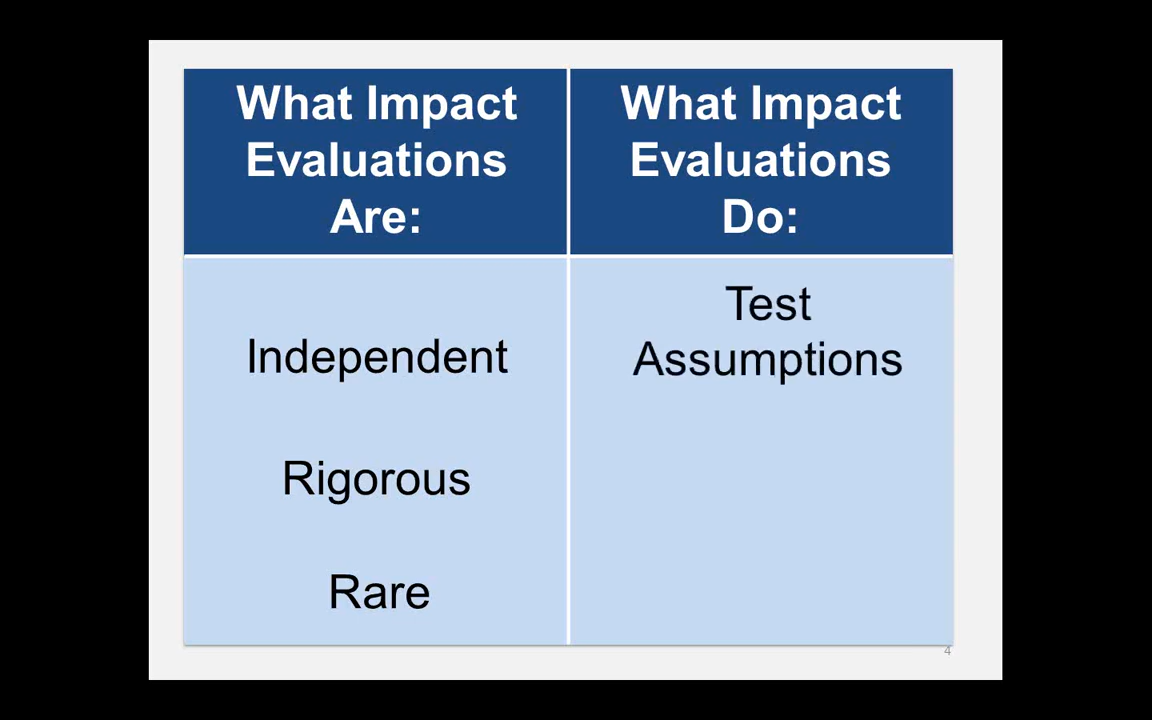 What Impact
Evaluations
Are:
What Impact
Evaluations
Do:
Independent
Rigorous
Rare
Test
Assumptions
4